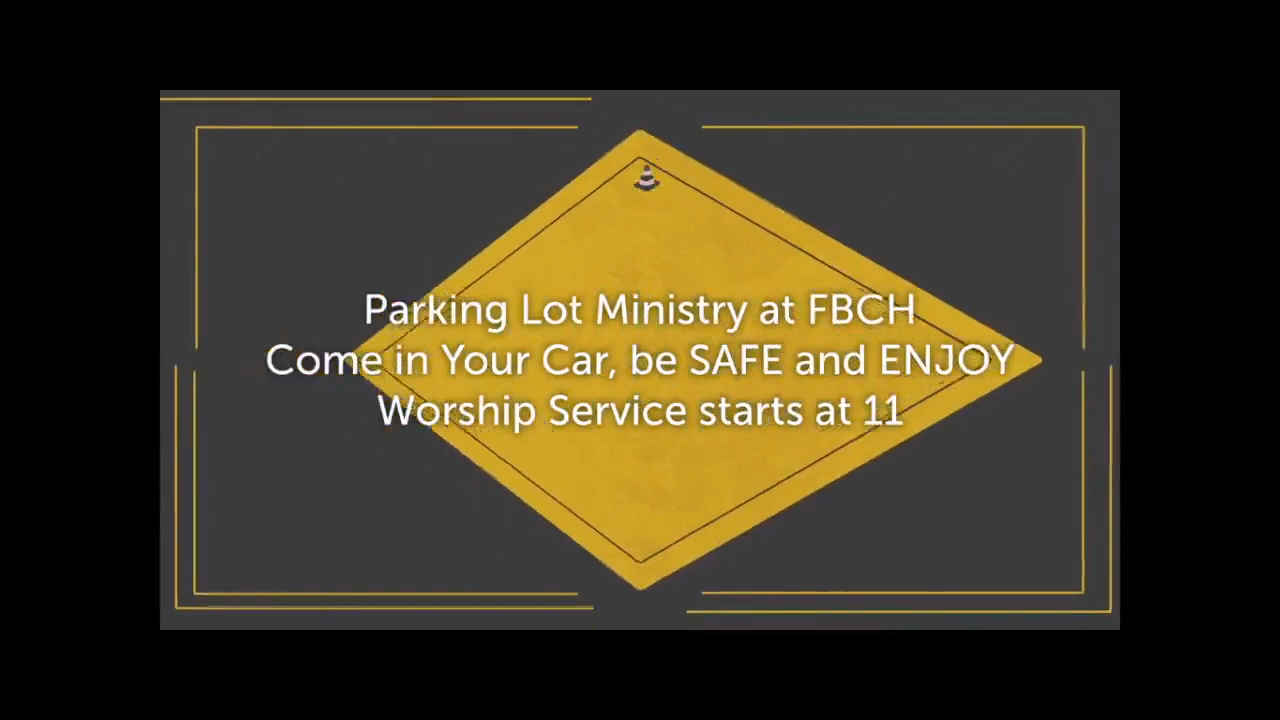 Parking Lot Ministry at FBCH
Come in Your Car, be SAFE and ENJOY
Worship Service starts at 11